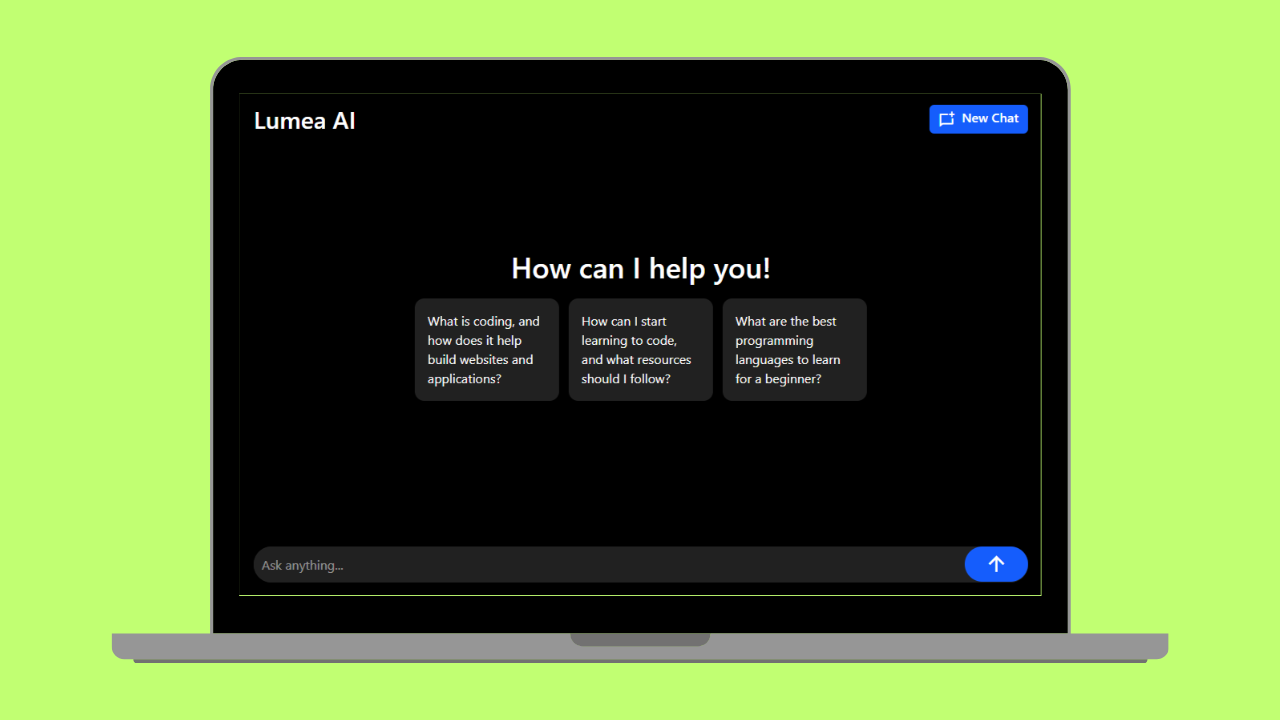 Lumea AI
New Chat
How can I help you!
What is coding, and
how does it help
build websites and
applications?
How can I start
learning to code,
and what resources
should I follow?
What are the best
programming
languages to learn
for a beginner?
Ask anything...